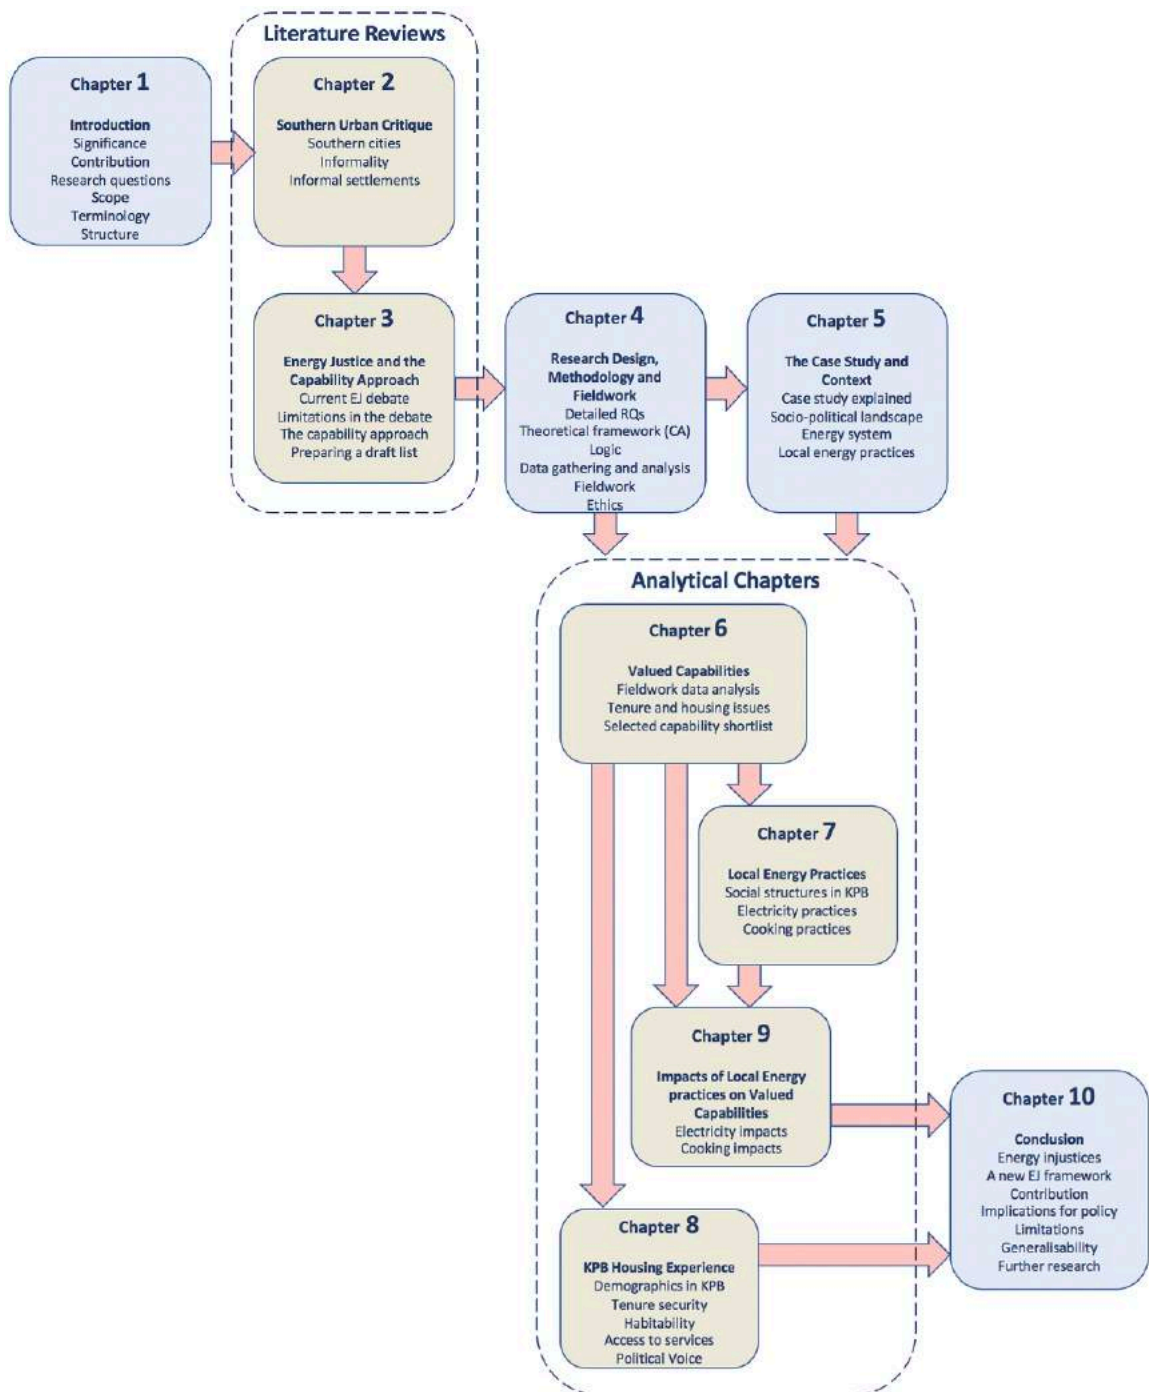 Literature Reviews
Chapter 1
Introduction
Significance
Contribution
Research questions
Scope
Terminology
Structure
Chapter 2
Southern Urban Critique
Southern cities
Informality
Informal settlements
Chapter 3
Energy Justice and the
Capability Approach
Current EJ debate
Limitations in the debate
The capability approach
Preparing a draft list
Chapter 4
Research Design,
Methodology and
Fieldwork
Detailed RQs
Theoretical framework (CA)
Logic
Data gathering and analysis
Fieldwork
Ethics
Chapter 5
The Case Study and
Context
Case study explained
Socio-political landscape
Energy system
Local energy practices
Analytical Chapters
Chapter 6
Valued Capabilities
Fieldwork data analysis
Tenure and housing issues
Selected capability shortlist
Chapter 7
Local Energy Practices
Social structures in KPB
Electricity practices
Cooking practices
Chapter 9
Impacts of Local Energy
practices on Valued
Capabilities
Electricity impacts
Cooking impacts
Chapter 8
KPB Housing Experience
Demographics in KPB
Tenure security
Habitability
Access to services
Political Voice
Chapter 10
Conclusion
Energy injustices
A new EJ framework
Contribution
Implications for policy
Limitations
Generalisability
Further research